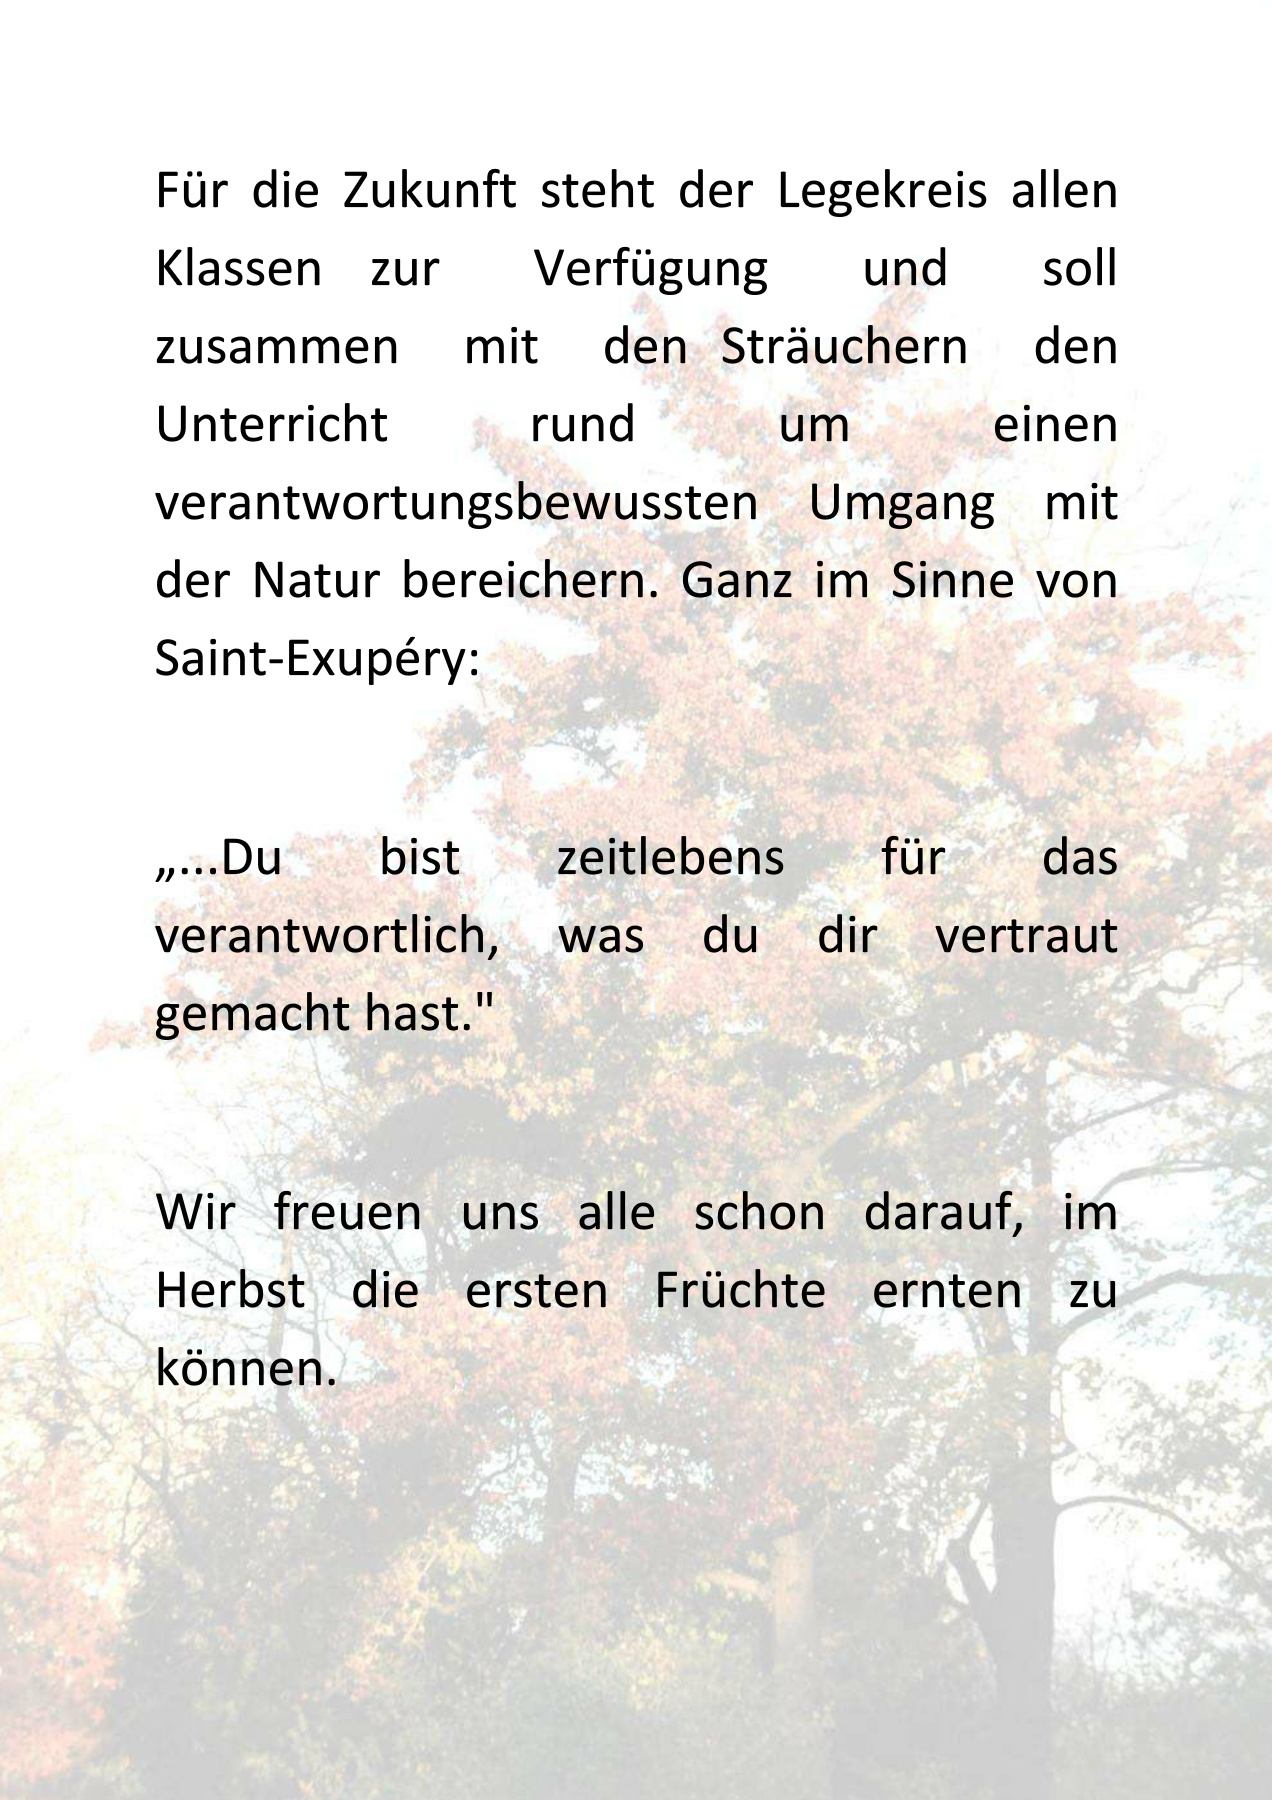 Für die Zukunft steht der Legekreis allen
Klassen zur Verfügung und soll
zusammen mit den Sträuchern den
Unterricht rund um einen
verantwortungsbewussten Umgang mit
der Natur bereichern. Ganz im Sinne von
Saint-Exupéry:
„...Du bist zeitlebens für das
verantwortlich, was du dir vertraut
gemacht hast."
Wir freuen uns alle schon darauf, im
Herbst die ersten Früchte ernten zu
können.